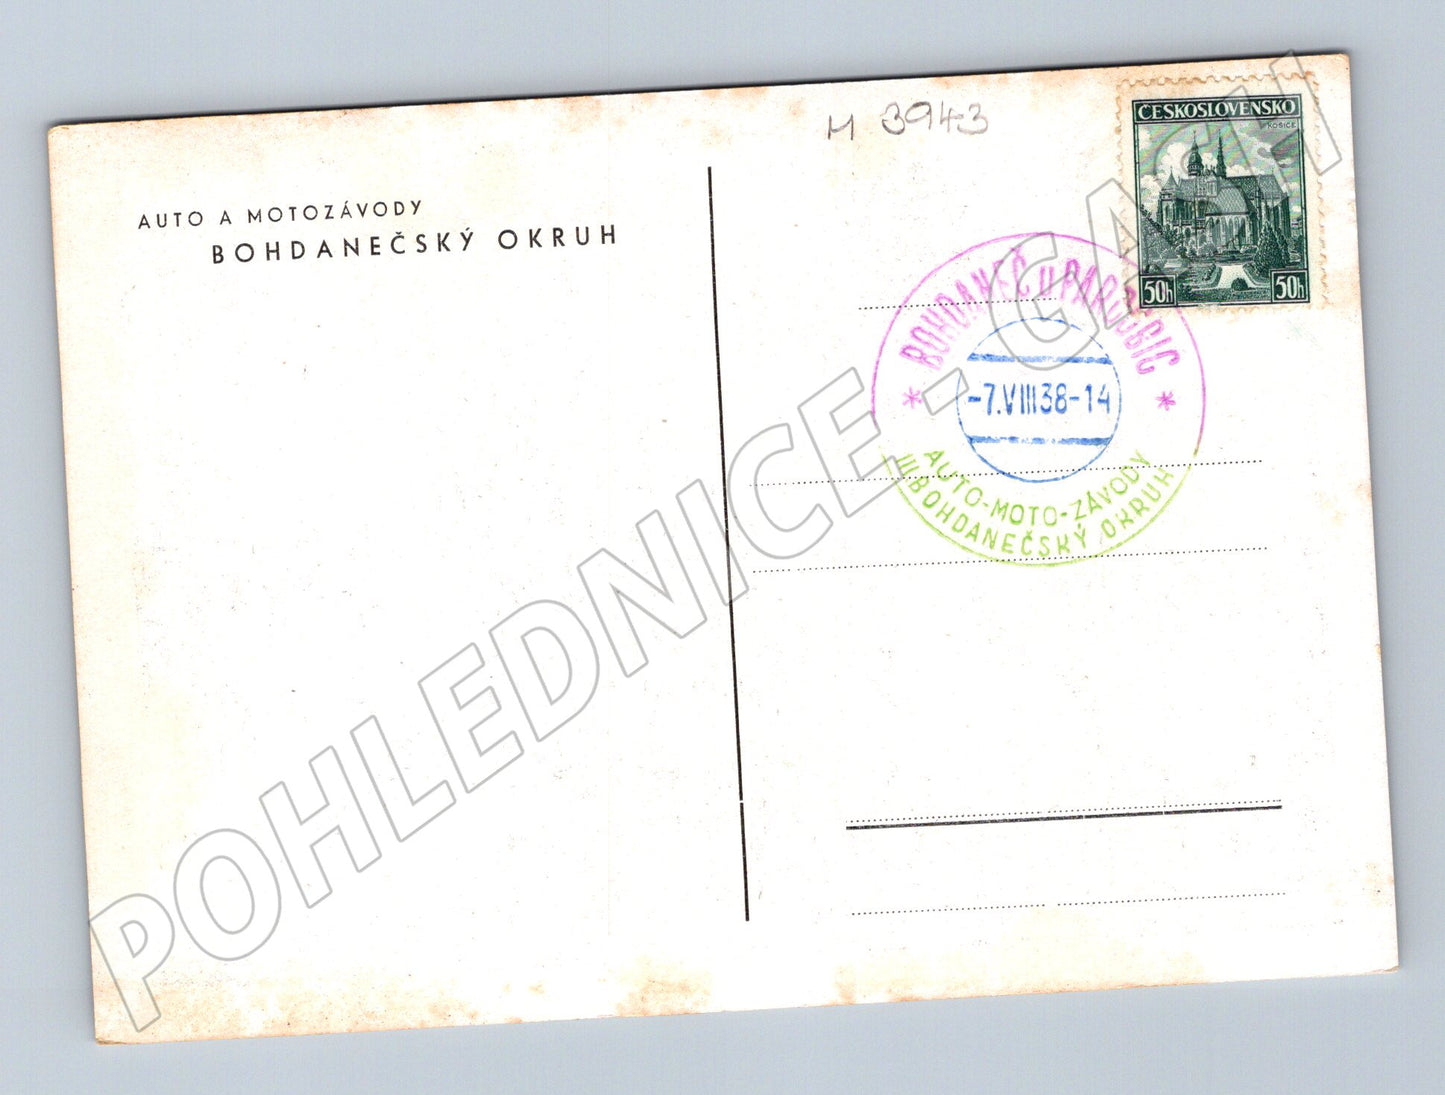 M 3943
ČESKOSLOVENSKO
KOŠICE
50h 50h
AUTO A MOTOZÁVODY
BOHDANEČSKÝ OKRUH
BOHDANEČ U PARDUBIC
* *
-7.VIII38-14
AUTO-MOTO-ZÁVODY
III BOHDANEČSKÝ OKRUH
POHLEDNICE - GASH